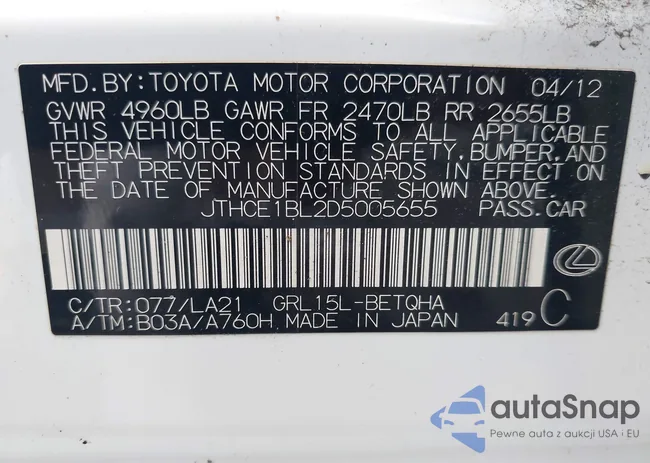 MFD.BY:TOYOTA MOTOR CORPORATION 04/12
GVWR 4960LB GAWR FR 2470LB RR 2655LB
THIS VEHICLE CONFORMS TO ALL APPLICABLE
FEDERAL MOTOR VEHICLE SAFETY,BUMPER,AND
THEFT PREVENTION STANDARDS IN EFFECT ON
THE DATE OF MANUFACTURE SHOWN ABOVE.
JTHCE1BL2D5005655 PASS.CAR
C/TR:077/LA21 GRL15L-BETQHA
A/TM:B03A/A760H MADE IN JAPAN 419 C
autaSnap
Pewne auta z aukcji USA i EU